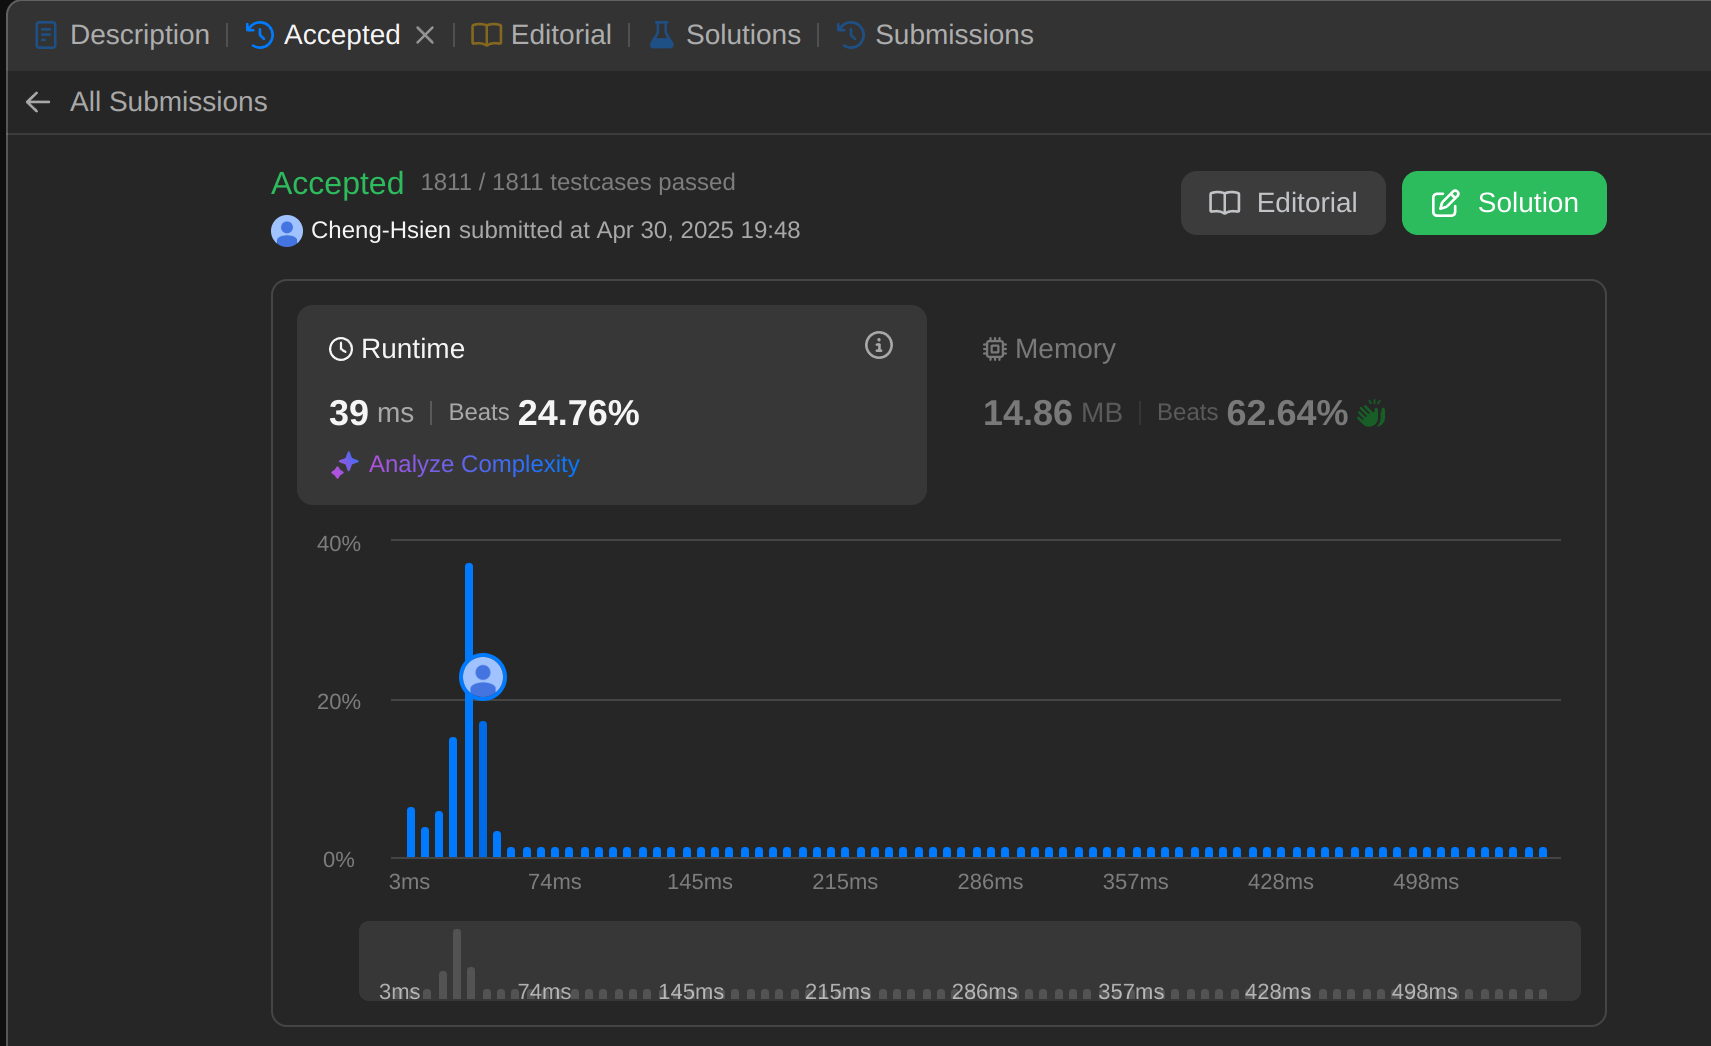 Description Accepted Editorial Solutions Submissions
All Submissions
Accepted 1811 / 1811 testcases passed
Cheng-Hsien submitted at Apr 30, 2025 19:48
Editorial Solution
Runtime
39 ms Beats 24.76%
Analyze Complexity
Memory
14.86 MB Beats 62.64%
40%
20%
0%
3ms 74ms 145ms 215ms 286ms 357ms 428ms 498ms
3ms 74ms 145ms 215ms 286ms 357ms 428ms 498ms